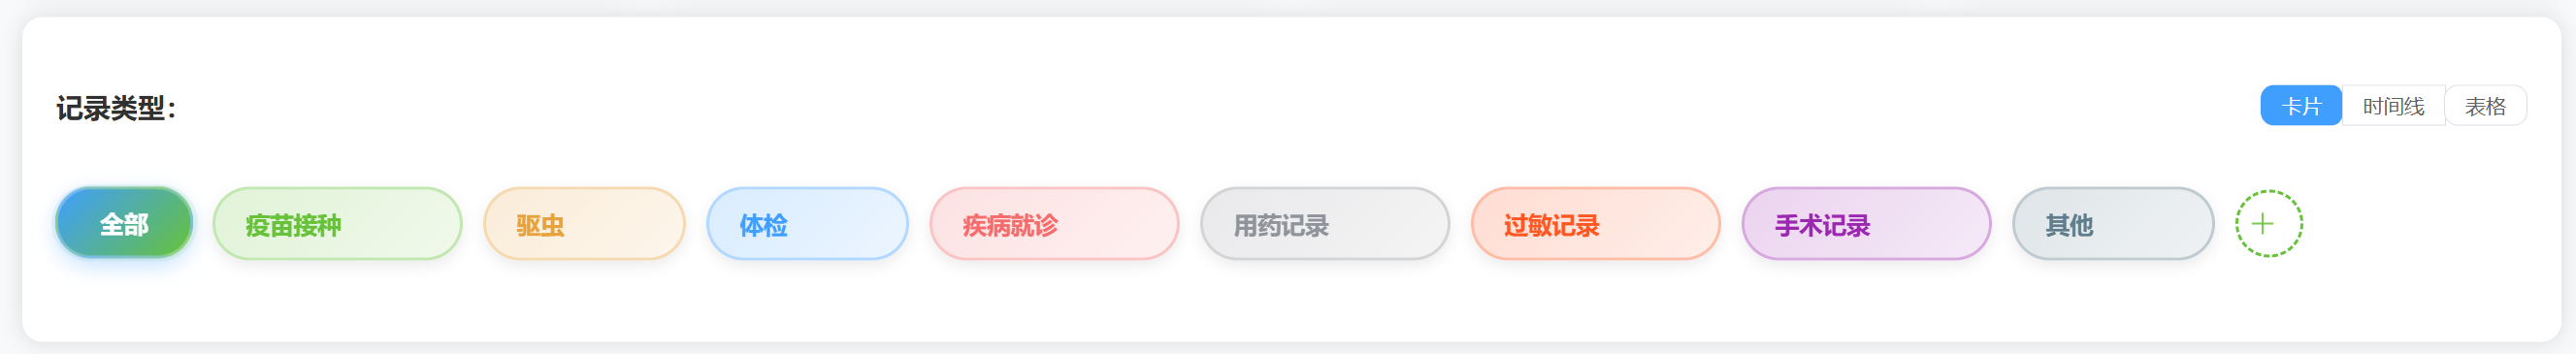 记录类型：
卡片 时间线 表格
全部 疫苗接种 驱虫 体检 疾病就诊 用药记录 过敏记录 手术记录 其他